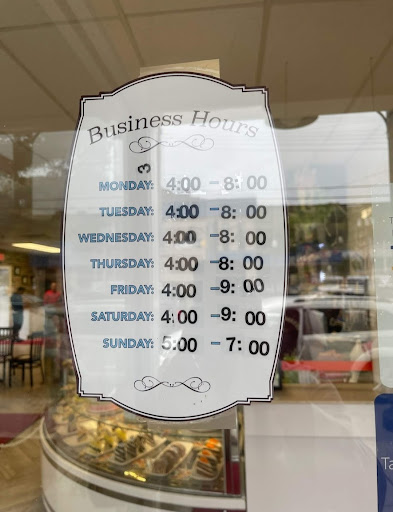 Business Hours
3
MONDAY: 4:00 - 8:00
TUESDAY: 4:00 - 8:00
WEDNESDAY: 4:00 - 8:00
THURSDAY: 4:00 - 8:00
FRIDAY: 4:00 - 9:00
SATURDAY: 4:00 - 9:00
SUNDAY: 5:00 - 7:00
Ta